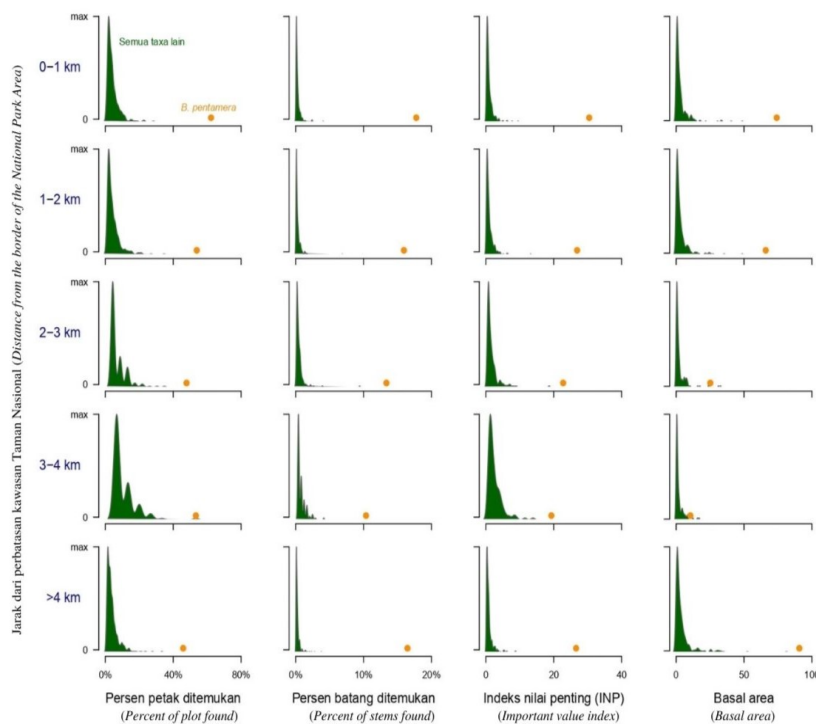 Jarak dari perbatasan kawasan Taman Nasional (Distance from the border of the National Park Area)
0−1 km
max
0
Semua taxa lain
B. pentamera
1−2 km
max
0
2−3 km
max
0
3−4 km
max
0
>4 km
max
0
0% 40% 80%
0% 10% 20%
0 20 40
0 50 100
Persen petak ditemukan
(Percent of plot found)
Persen batang ditemukan
(Percent of stems found)
Indeks nilai penting (INP)
(Important value index)
Basal area
(Basal area)